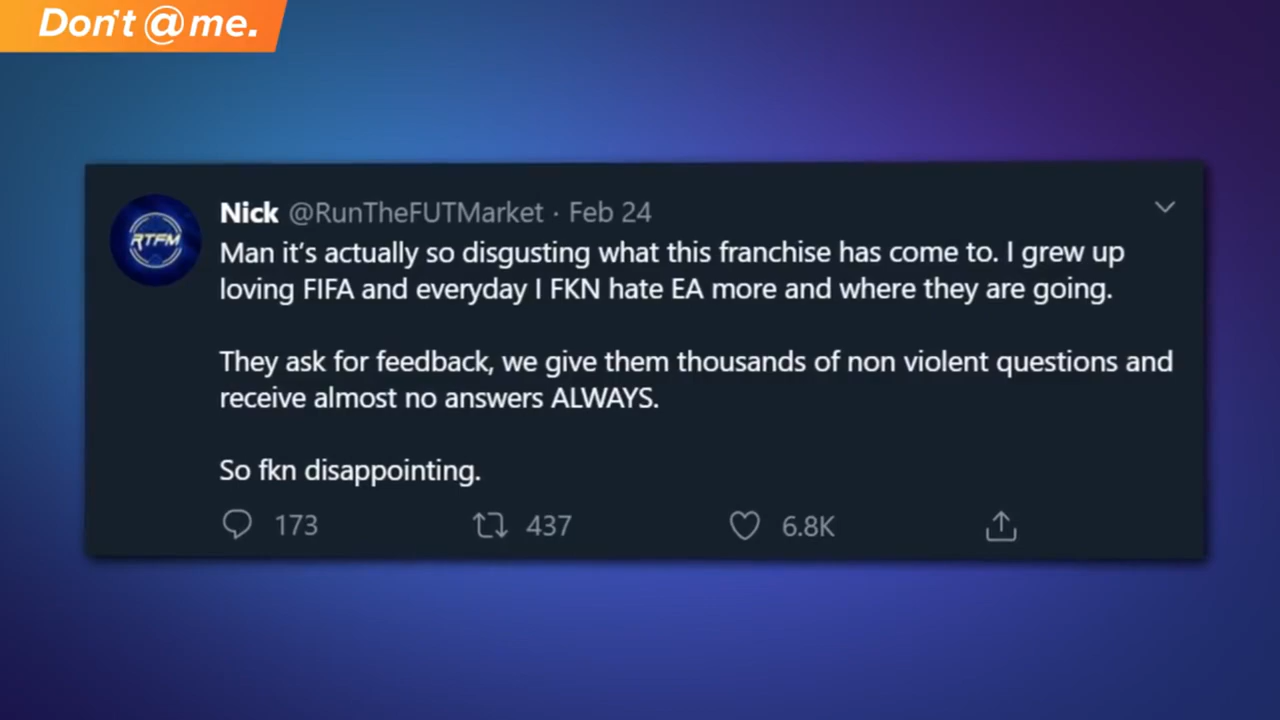 Don't @me.
Nick @RunTheFUTMarket · Feb 24
RTFM
Man it's actually so disgusting what this franchise has come to. I grew up
loving FIFA and everyday I FKN hate EA more and where they are going.
They ask for feedback, we give them thousands of non violent questions and
receive almost no answers ALWAYS.
So fkn disappointing.
173 437 6.8K